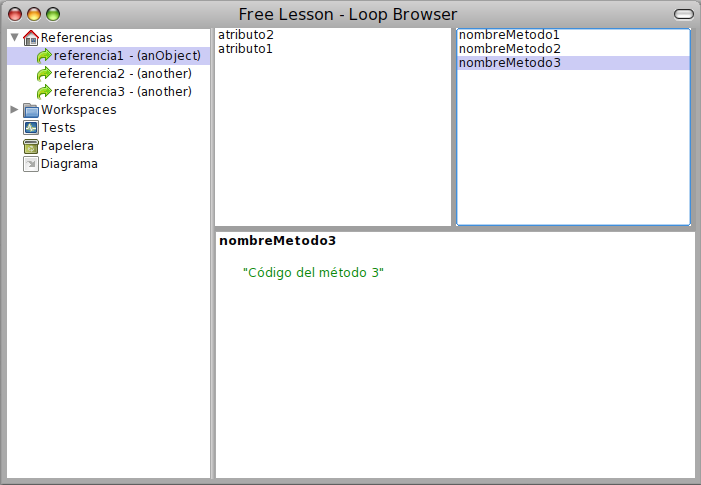 Free Lesson - Loop Browser
Referencias
referencia1 - (anObject)
referencia2 - (another)
referencia3 - (another)
Workspaces
Tests
Papelera
Diagrama
atributo2
atributo1
nombreMetodo1
nombreMetodo2
nombreMetodo3
nombreMetodo3
"Código del método 3"